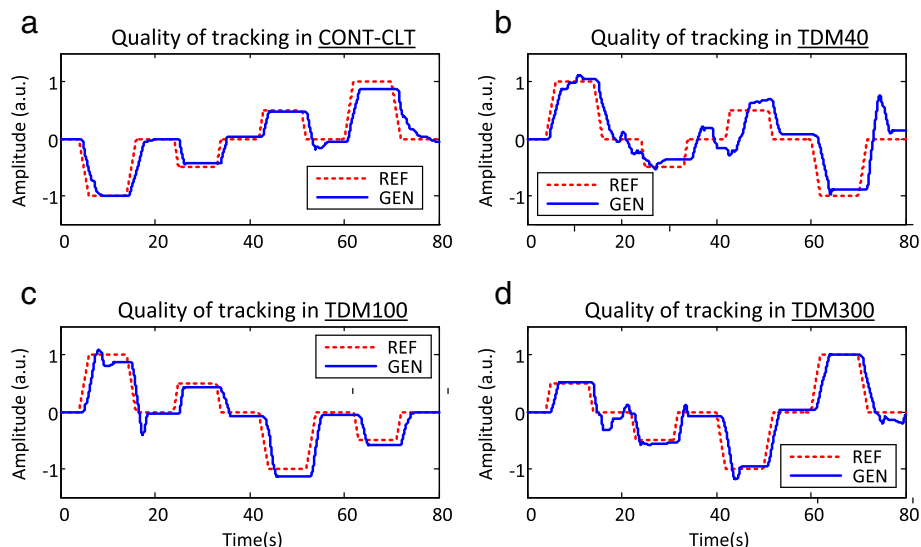 a
Quality of tracking in CONT-CLT
Amplitude (a.u.)
1
0
-1
REF
GEN
0 20 40 60 80
b
Quality of tracking in TDM40
Amplitude (a.u.)
1
0
-1
REF
GEN
0 20 40 60 80
c
Quality of tracking in TDM100
Amplitude (a.u.)
1
0
-1
REF
GEN
0 20 40 60 80
Time(s)
d
Quality of tracking in TDM300
Amplitude (a.u.)
1
0
-1
REF
GEN
0 20 40 60 80
Time(s)